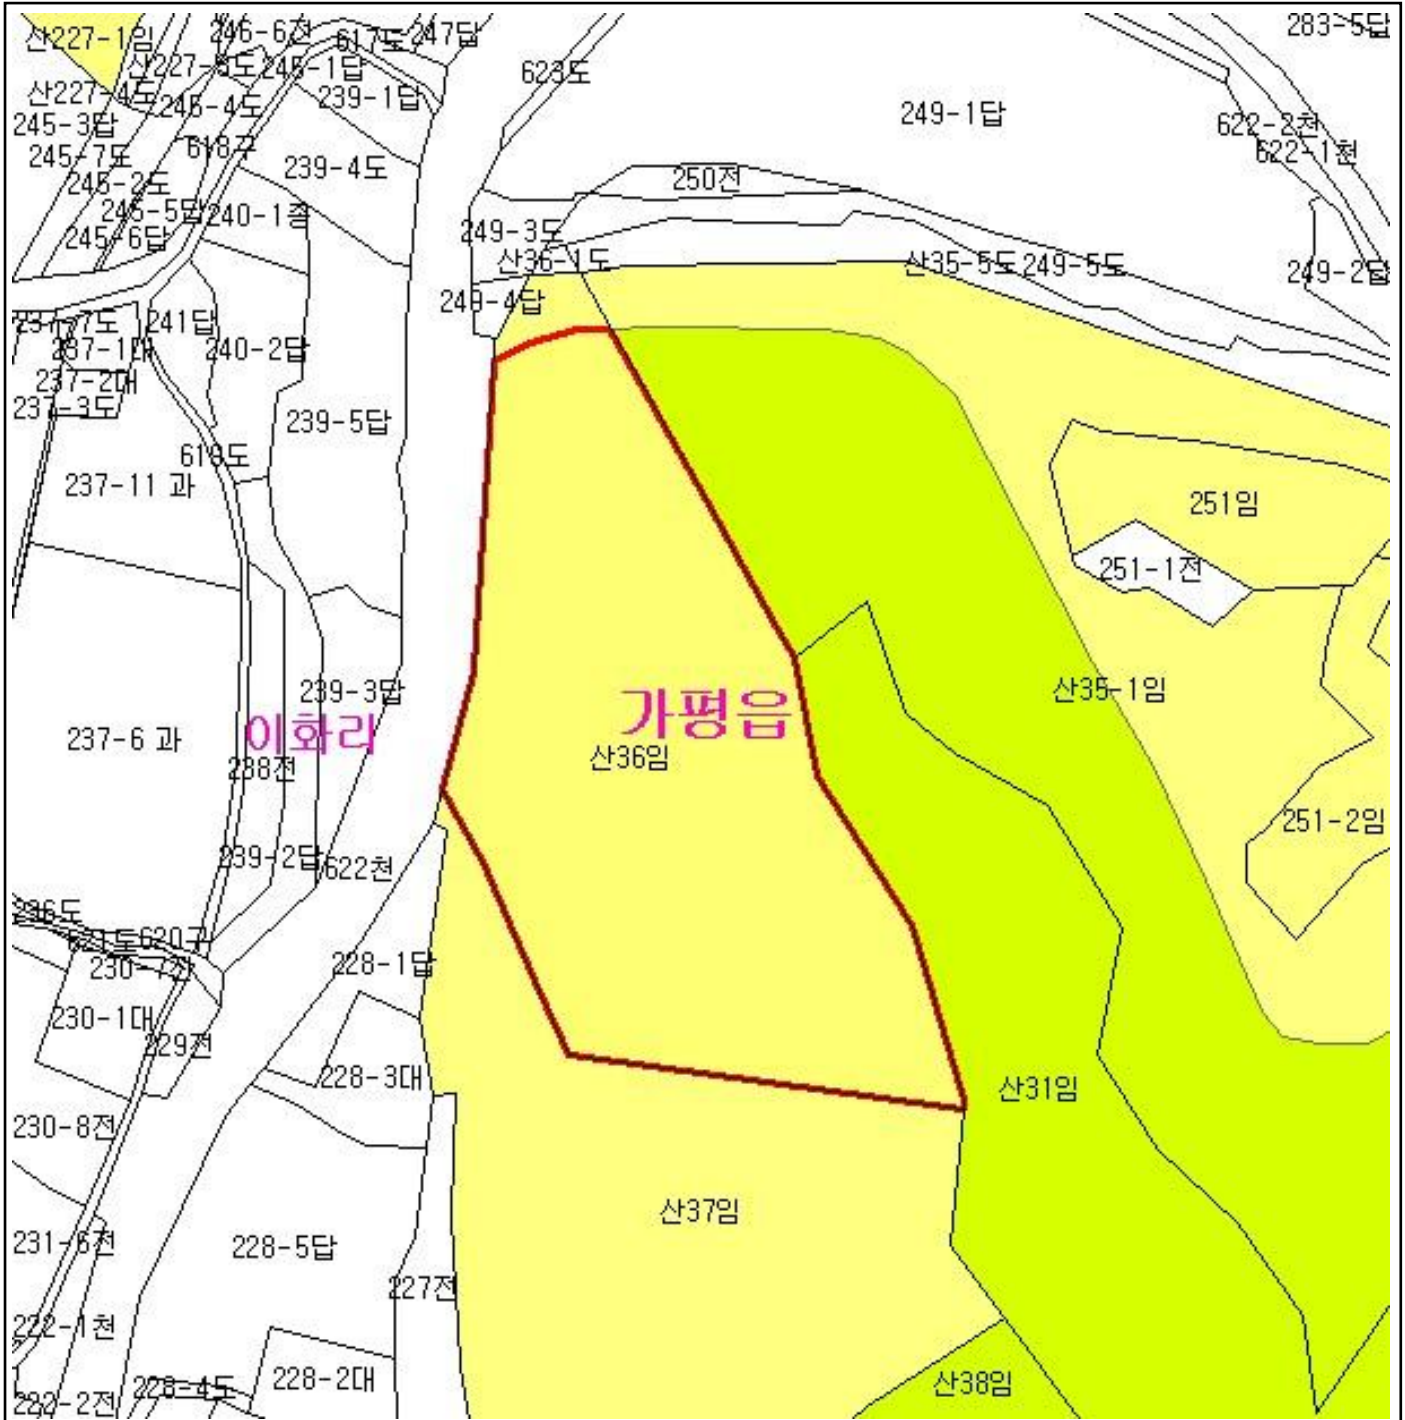 산227-1임
246-6전
617도
247답
283-5답
산227-5도
245-1답
623도
산227-4도
245-4도
239-1답
249-1답
245-3답
622-2천
618구
245-7도
622-1천
239-4도
245-2도
250전
245-5답
240-1종
245-6답
249-3도
산36-1도
산35-5도
249-5도
249-2답
249-4답
237-7도
241답
237-1대
240-2답
237-2대
237-3도
239-5답
619도
237-11 과
251임
251-1전
239-3답
산35-1임
가평읍
이화리
237-6 과
산36임
238전
251-2임
239-2답
622천
236도
621도
620구
228-1답
230-1대
229전
228-3대
산31임
230-8전
산37임
231-6전
228-5답
227전
222-1천
228-2대
산38임
228-4도
222-2전